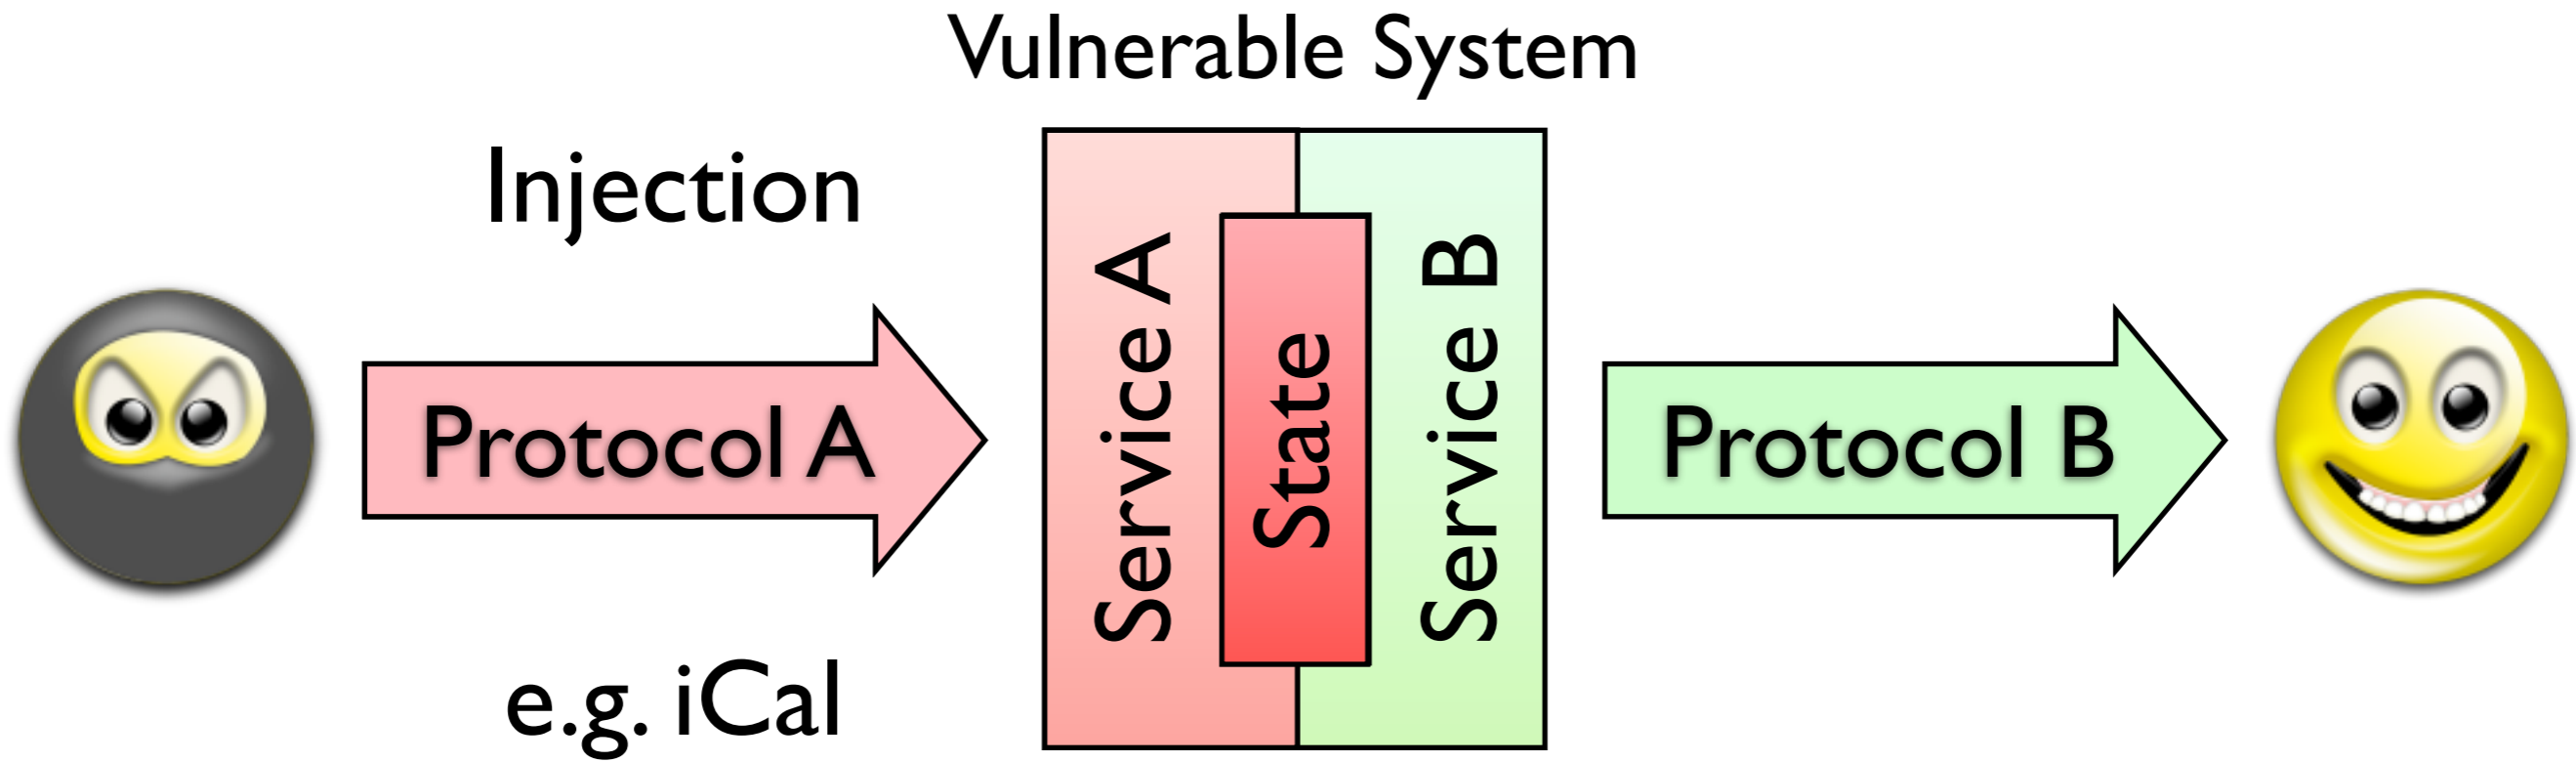 Vulnerable System
Injection
Protocol A
e.g. iCal
Service A
State
Service B
Protocol B